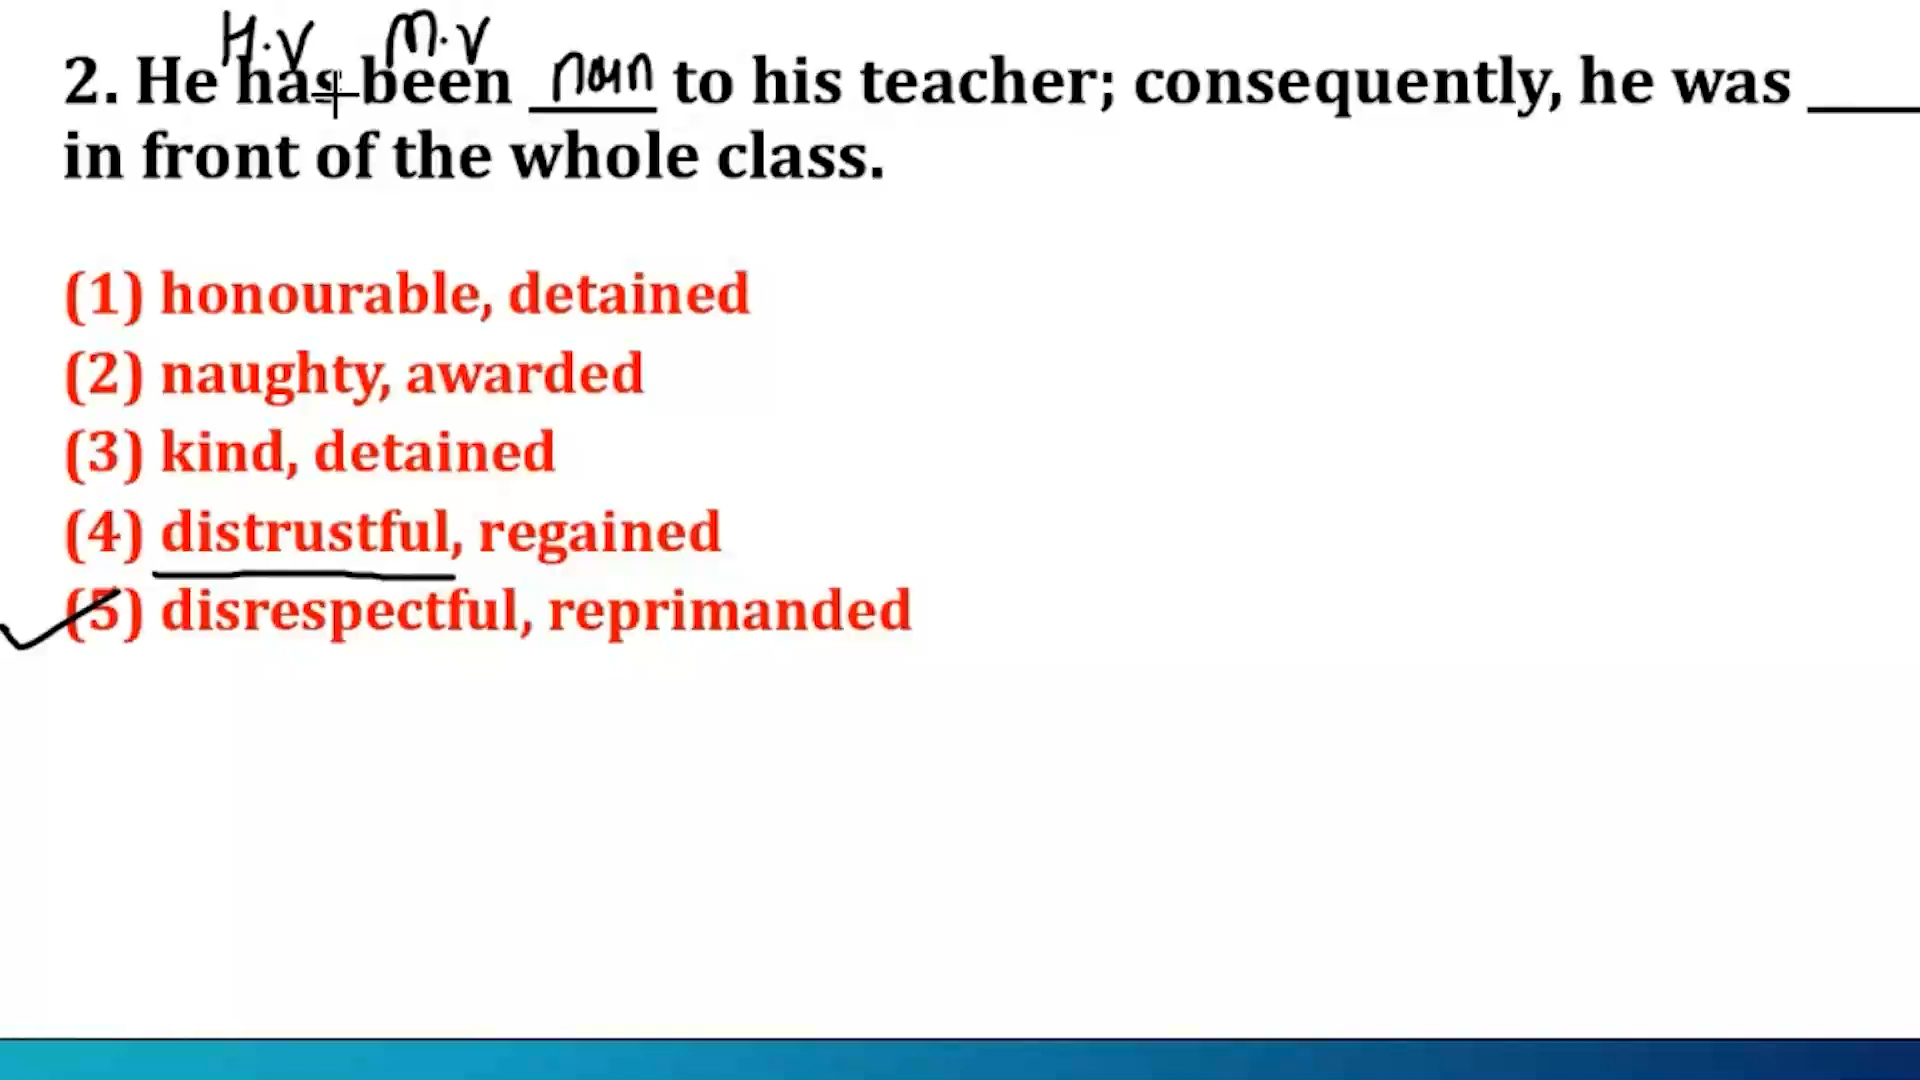 H.V M.V
2. He has been noun to his teacher; consequently, he was ____
in front of the whole class.
(1) honourable, detained
(2) naughty, awarded
(3) kind, detained
(4) distrustful, regained
(5) disrespectful, reprimanded